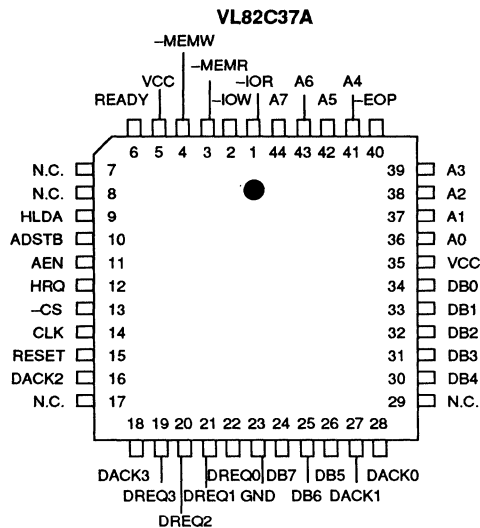 VL82C37A
–MEMW
–MEMR
VCC –IOR A6 A4
READY –IOW A7 A5 –EOP
6 5 4 3 2 1 44 43 42 41 40
N.C. 7 39 A3
N.C. 8 38 A2
HLDA 9 37 A1
ADSTB 10 36 A0
AEN 11 35 VCC
HRQ 12 34 DB0
–CS 13 33 DB1
CLK 14 32 DB2
RESET 15 31 DB3
DACK2 16 30 DB4
N.C. 17 29 N.C.
18 19 20 21 22 23 24 25 26 27 28
DACK3 DREQ0 DB7 DB5 DACK0
DREQ3 DREQ1 GND DB6 DACK1
DREQ2